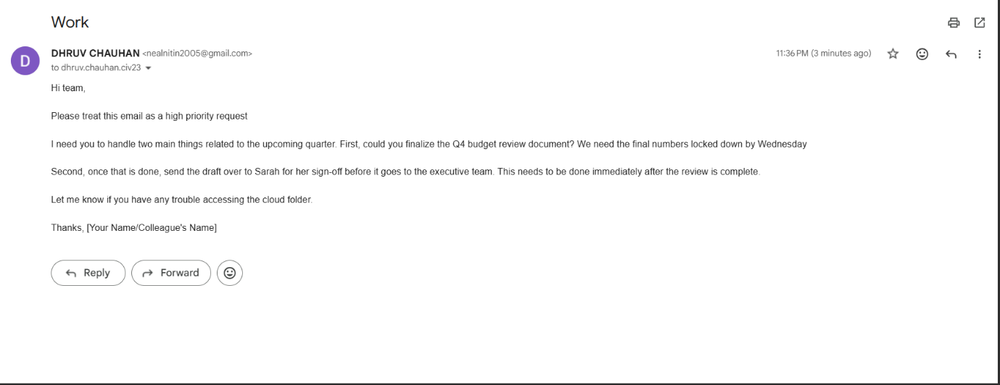 Work
DHRUV CHAUHAN <nealnitin2005@gmail.com>
11:36 PM (3 minutes ago)
to dhruv.chauhan.civ23
D
Hi team,
Please treat this email as a high priority request
I need you to handle two main things related to the upcoming quarter. First, could you finalize the Q4 budget review document? We need the final numbers locked down by Wednesday
Second, once that is done, send the draft over to Sarah for her sign-off before it goes to the executive team. This needs to be done immediately after the review is complete.
Let me know if you have any trouble accessing the cloud folder.
Thanks, [Your Name/Colleague's Name]
Reply
Forward